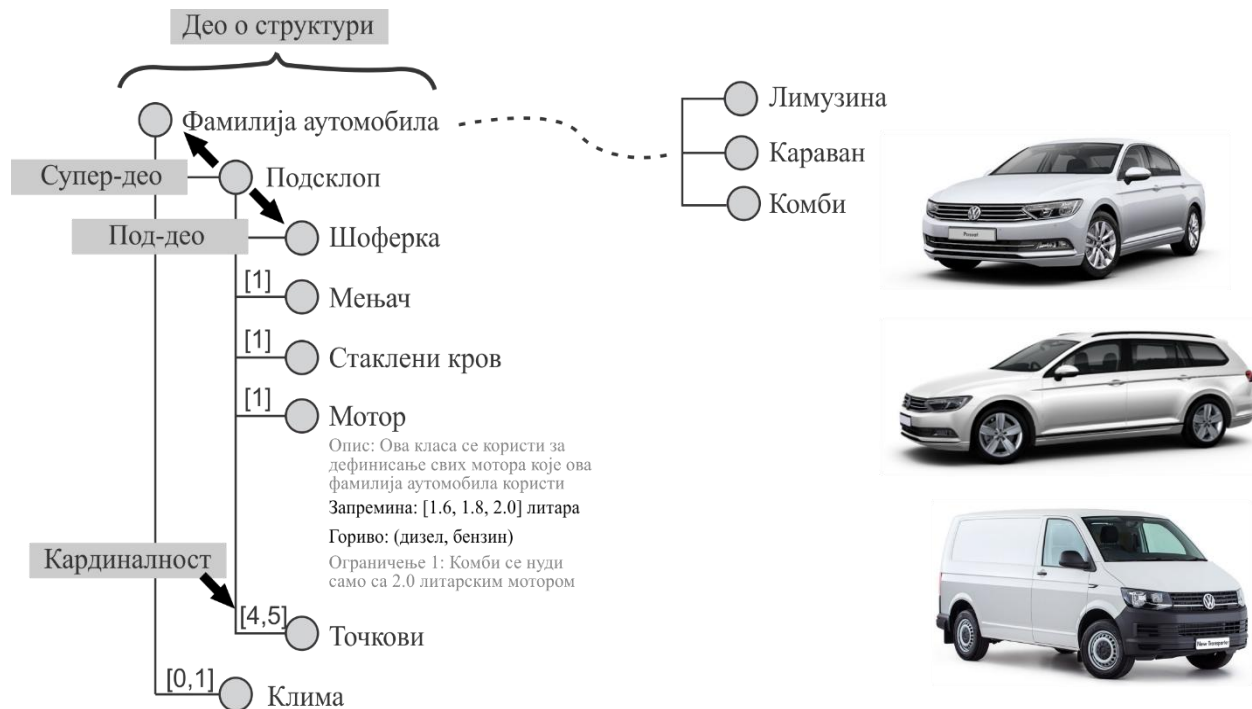 Део о структури
Фамилија аутомобила
Супер-део
Подсклоп
Под-део
Шоферка
[1]
Мењач
[1]
Стаклени кров
[1]
Мотор
Опис: Ова класа се користи за
дефинисање свих мотора које ова
фамилија аутомобила користи
Запремина: [1.6, 1.8, 2.0] литара
Гориво: (дизел, бензин)
Ограничење 1: Комби се нуди
само са 2.0 литарским мотором
Кардиналност
[4,5]
Точкови
[0,1]
Клима
Лимузина
Караван
Комби
Passat
New Transporter